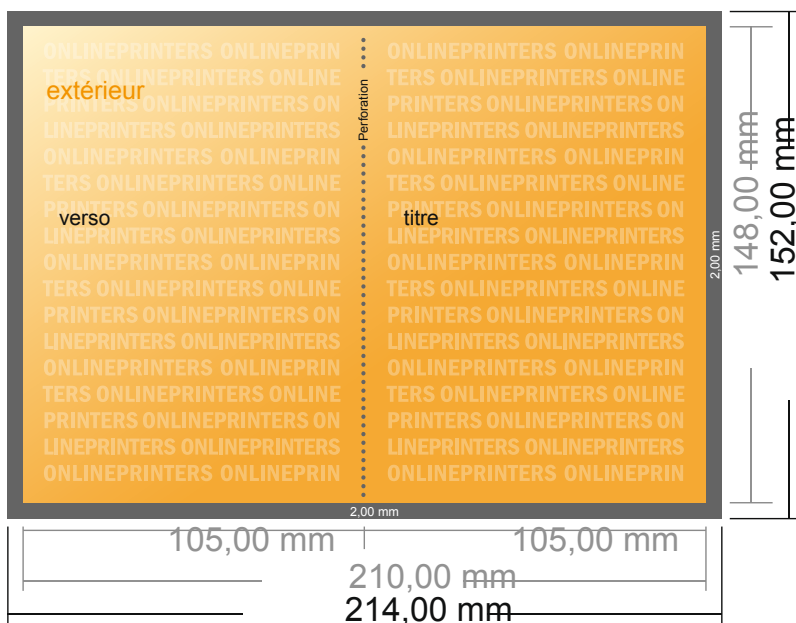 ONLINEPRINTERS ONLINEPRIN
TERS ONLINEPRINTERS ONLINE
extérieur
PRINTERS ONLINEPRINTERS ON
LINEPRINTERS ONLINEPRINTERS
ONLINEPRINTERS ONLINEPRIN
TERS ONLINEPRINTERS ONLINE
PRINTERS ONLINEPRINTERS ON
verso
LINEPRINTERS ONLINEPRINTERS
ONLINEPRINTERS ONLINEPRIN
TERS ONLINEPRINTERS ONLINE
PRINTERS ONLINEPRINTERS ON
LINEPRINTERS ONLINEPRINTERS
ONLINEPRINTERS ONLINEPRIN
TERS ONLINEPRINTERS ONLINE
PRINTERS ONLINEPRINTERS ON
LINEPRINTERS ONLINEPRINTERS
ONLINEPRINTERS ONLINEPRIN
Perforation
ONLINEPRINTERS ONLINEPRIN
TERS ONLINEPRINTERS ONLINE
PRINTERS ONLINEPRINTERS ON
LINEPRINTERS ONLINEPRINTERS
ONLINEPRINTERS ONLINEPRIN
TERS ONLINEPRINTERS ONLINE
PRINTERS ONLINEPRINTERS ON
titre
LINEPRINTERS ONLINEPRINTERS
ONLINEPRINTERS ONLINEPRIN
TERS ONLINEPRINTERS ONLINE
PRINTERS ONLINEPRINTERS ON
LINEPRINTERS ONLINEPRINTERS
ONLINEPRINTERS ONLINEPRIN
TERS ONLINEPRINTERS ONLINE
PRINTERS ONLINEPRINTERS ON
LINEPRINTERS ONLINEPRINTERS
ONLINEPRINTERS ONLINEPRIN
2,00 mm
148,00 mm
152,00 mm
2,00 mm
105,00 mm
105,00 mm
210,00 mm
214,00 mm